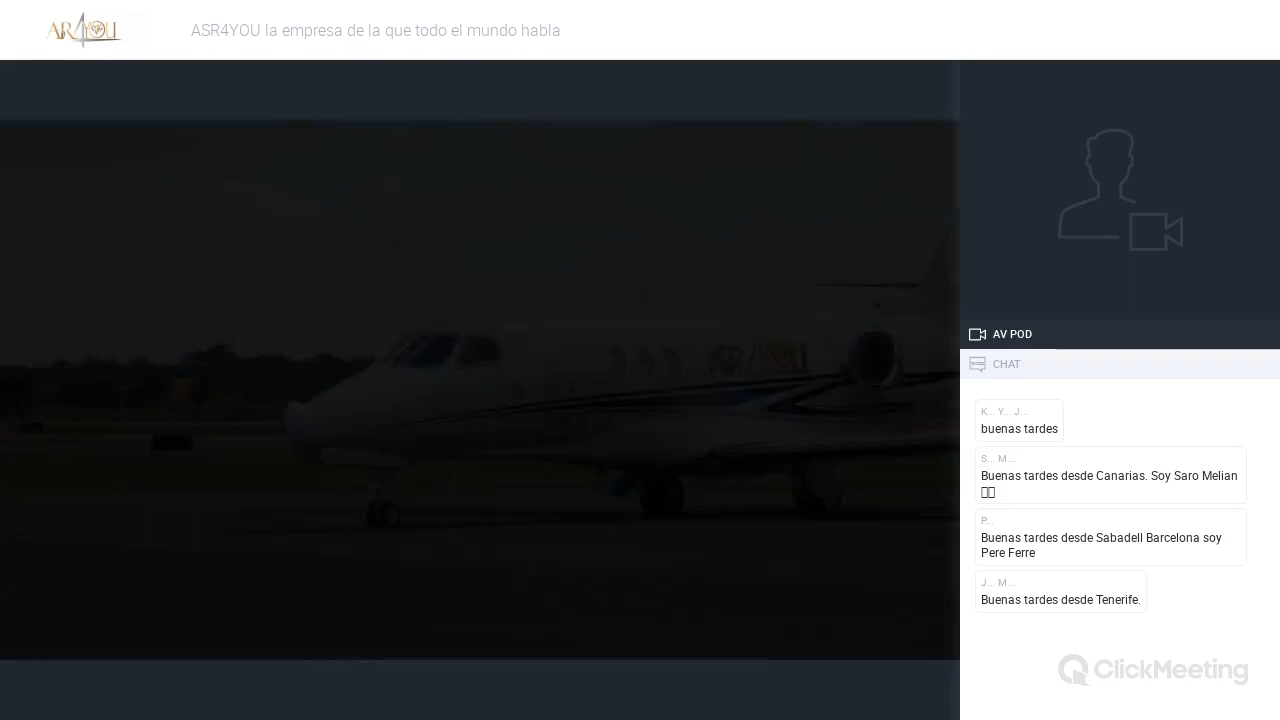 AR4YOU
ASR4YOU la empresa de la que todo el mundo habla
AV POD
CHAT
K... Y... J...
buenas tardes
S... M...
Buenas tardes desde Canarias. Soy Saro Melian
P...
Buenas tardes desde Sabadell Barcelona soy
Pere Ferre
J... M...
Buenas tardes desde Tenerife.
ClickMeeting